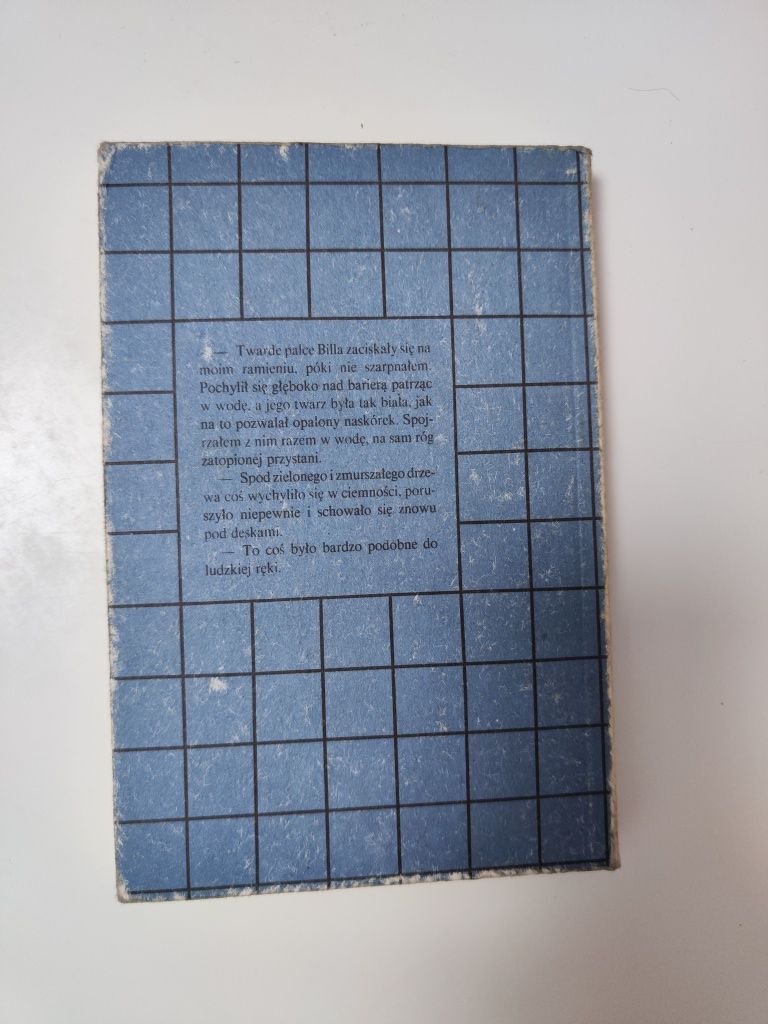 — Twarde palce Billa zaciskały się na
moim ramieniu, póki nie szarpnąłem.
Pochylił się głęboko nad barierą patrząc
w wodę, a jego twarz była tak biała, jak
na to pozwalał opalony naskórek. Spoj-
rzałem z nim razem w wodę, na sam róg
zatopionej przystani.
— Spod zielonego i zmurszałego drze-
wa coś wychyliło się w ciemności, poru-
szyło niepewnie i schowało się znowu
pod deskami.
— To coś było bardzo podobne do
ludzkiej ręki.